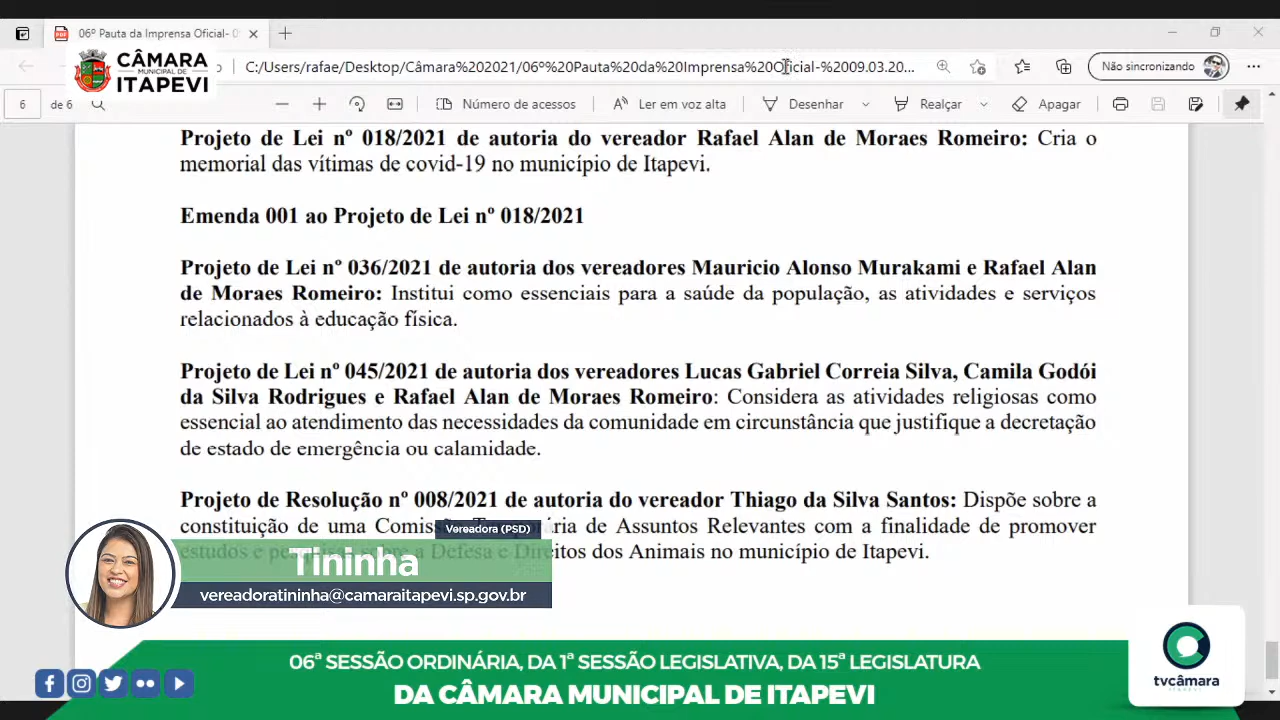 06º Pauta da Imprensa Oficial- 0
CÂMARA
MUNICIPAL DE
ITAPEVI
C:/Users/rafae/Desktop/Câmara%202021/06º%20Pauta%20da%20Imprensa%20Oficial-%2009.03.20...
Não sincronizando
6 de 6
Número de acessos
Ler em voz alta
Desenhar
Realçar
Apagar
Projeto de Lei nº 018/2021 de autoria do vereador Rafael Alan de Moraes Romeiro: Cria o
memorial das vítimas de covid-19 no município de Itapevi.
Emenda 001 ao Projeto de Lei nº 018/2021
Projeto de Lei nº 036/2021 de autoria dos vereadores Mauricio Alonso Murakami e Rafael Alan
de Moraes Romeiro: Institui como essenciais para a saúde da população, as atividades e serviços
relacionados à educação física.
Projeto de Lei nº 045/2021 de autoria dos vereadores Lucas Gabriel Correia Silva, Camila Godói
da Silva Rodrigues e Rafael Alan de Moraes Romeiro: Considera as atividades religiosas como
essencial ao atendimento das necessidades da comunidade em circunstância que justifique a decretação
de estado de emergência ou calamidade.
Projeto de Resolução nº 008/2021 de autoria do vereador Thiago da Silva Santos: Dispõe sobre a
constituição de uma Comissão Temporária de Assuntos Relevantes com a finalidade de promover
estudos e pesquisas sobre a Defesa e Direitos dos Animais no município de Itapevi.
Vereadora (PSD)
Tininha
vereadoratininha@camaraitapevi.sp.gov.br
06ª SESSÃO ORDINÁRIA, DA 1ª SESSÃO LEGISLATIVA, DA 15ª LEGISLATURA
DA CÂMARA MUNICIPAL DE ITAPEVI
tvcâmara
ITAPEVI